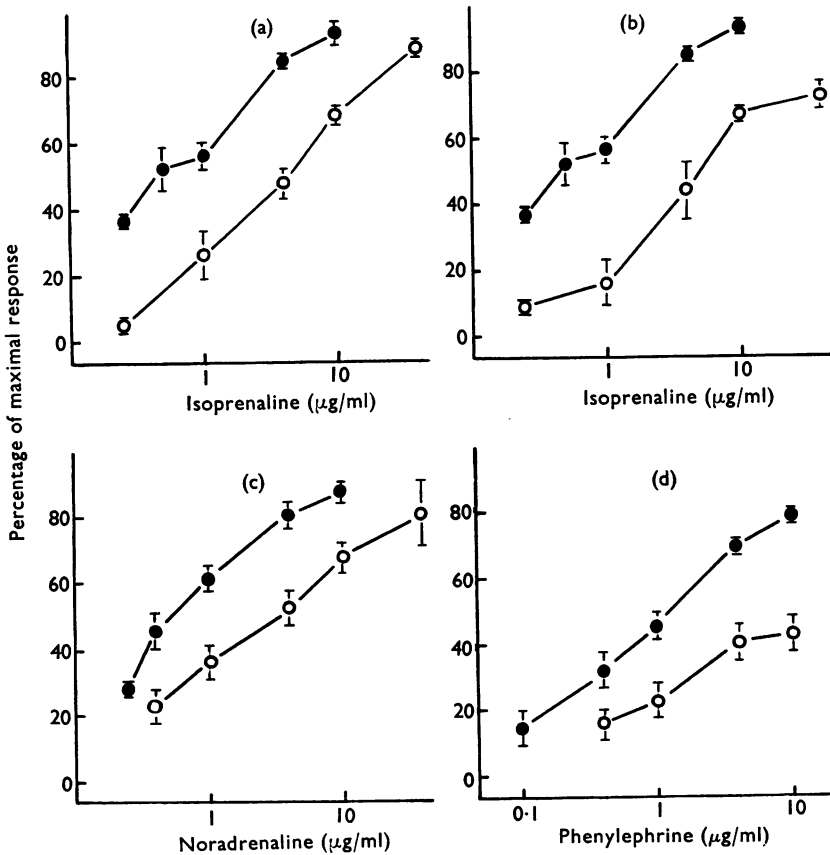 Percentage of maximal response
(a)
80
60
40
20
0
1 10
Isoprenaline (μg/ml)
(b)
80
60
40
20
0
1 10
Isoprenaline (μg/ml)
(c)
80
60
40
20
0
1 10
Noradrenaline (μg/ml)
(d)
80
60
40
20
0
0·1 1 10
Phenylephrine (μg/ml)